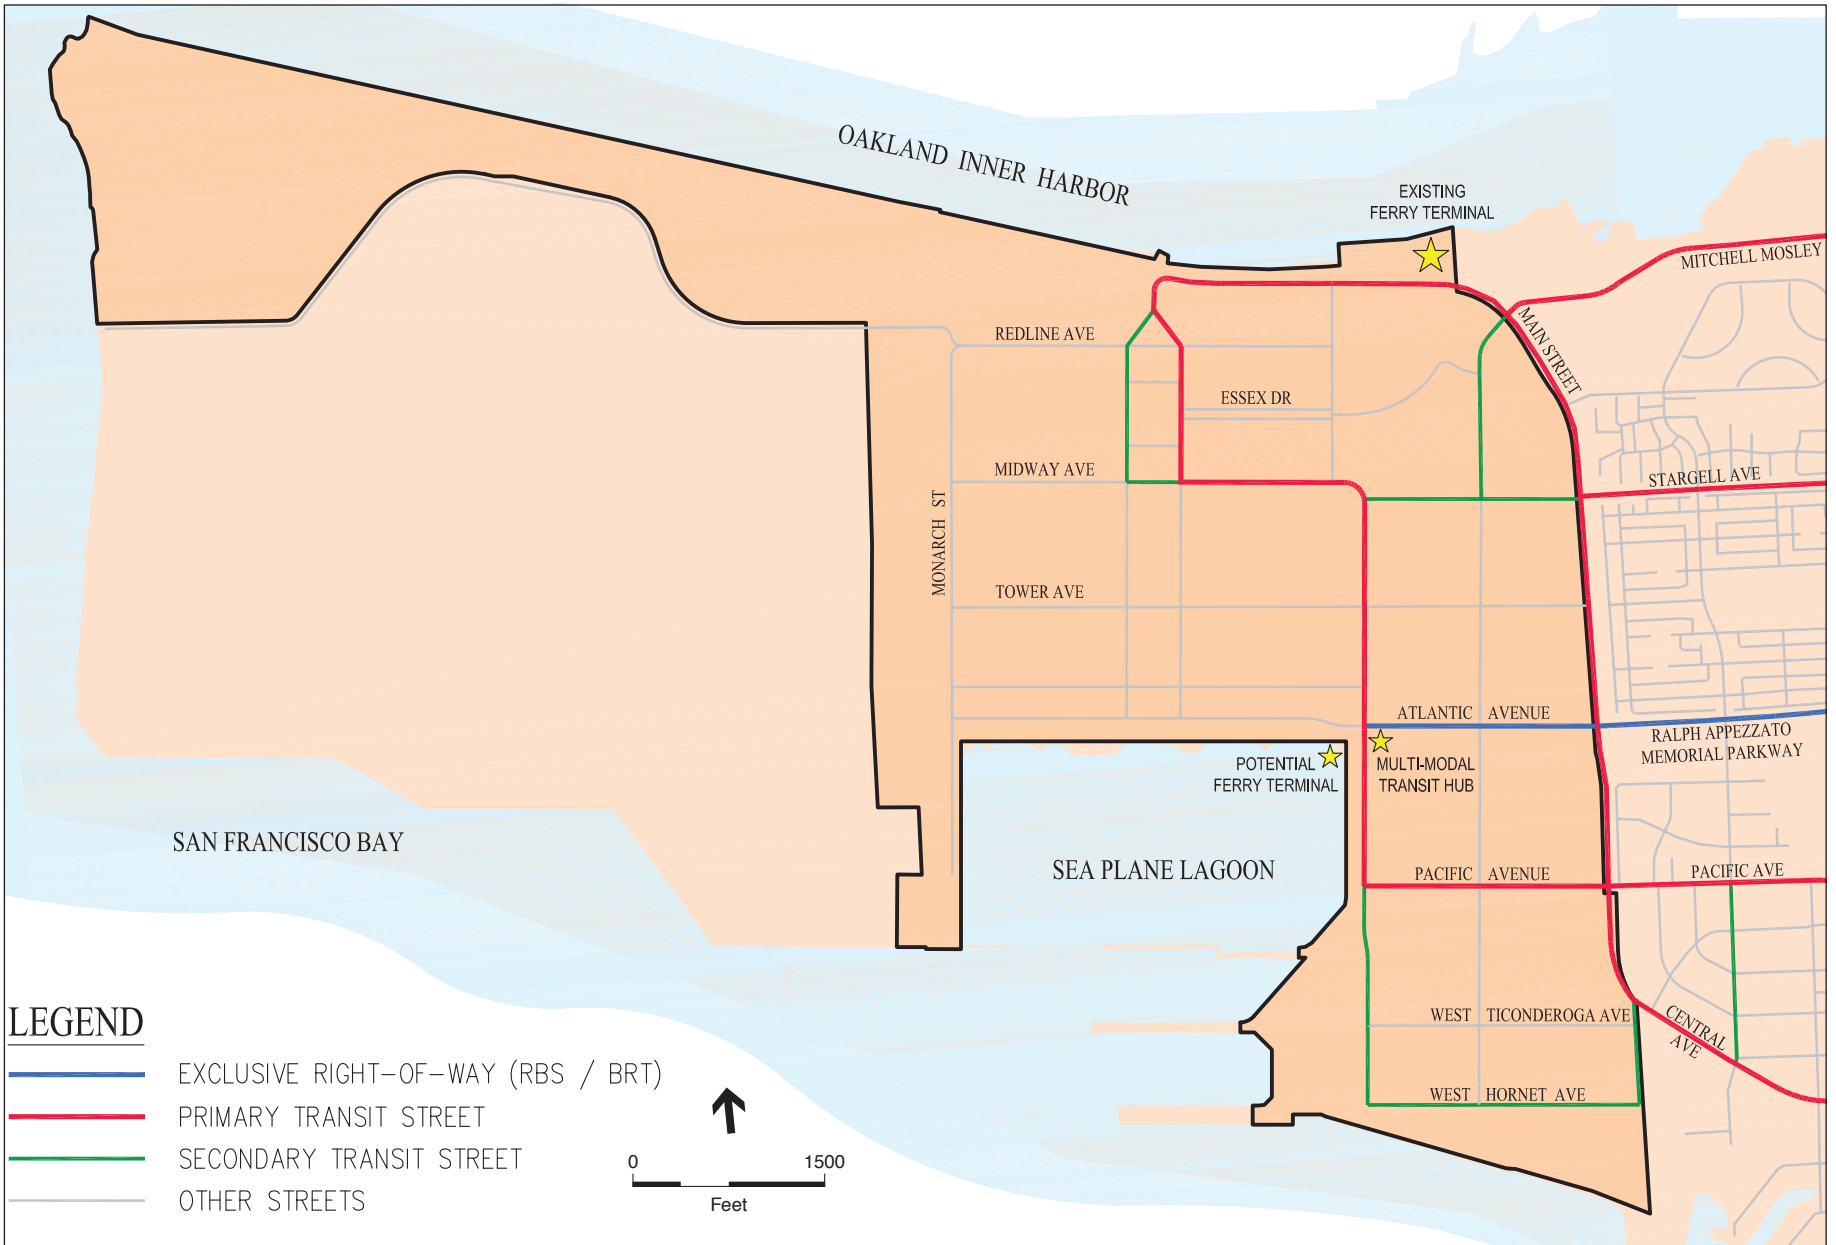 OAKLAND INNER HARBOR
EXISTING
FERRY TERMINAL
MITCHELL MOSLEY
MAIN STREET
REDLINE AVE
ESSEX DR
MIDWAY AVE
STARGELL AVE
MONARCH ST
TOWER AVE
ATLANTIC AVENUE
RALPH APPEZZATO
MEMORIAL PARKWAY
POTENTIAL
FERRY TERMINAL
MULTI-MODAL
TRANSIT HUB
SAN FRANCISCO BAY
SEA PLANE LAGOON
PACIFIC AVENUE
PACIFIC AVE
WEST TICONDEROGA AVE
CENTRAL
AVE
WEST HORNET AVE
LEGEND
EXCLUSIVE RIGHT-OF-WAY (RBS / BRT)
PRIMARY TRANSIT STREET
SECONDARY TRANSIT STREET
OTHER STREETS
0 1500
Feet